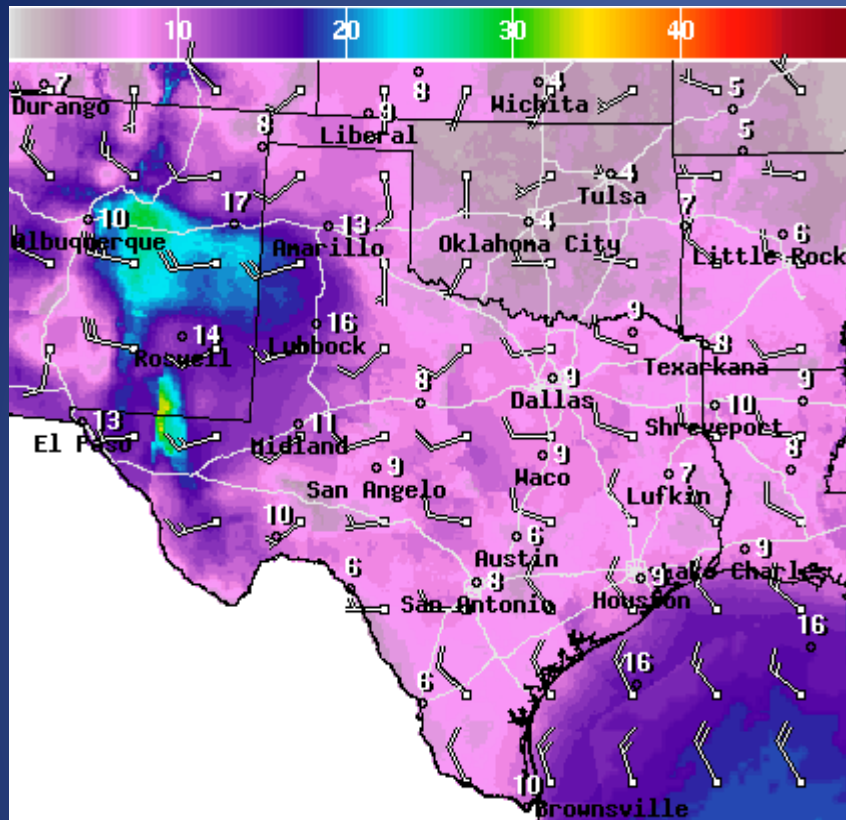 10 20 30 40
7 8 4 5
Durango Wichita
9
Liberal
8 5
4
Tulsa
10 17 13 4 7 6
Albuquerque Amarillo Oklahoma City Little Rock
14 16 9 8
Roswell Lubbock Texarkana
9
Dallas
8 10 9
13 11 Shreveport
El Paso Midland
9 9 7 8
San Angelo Waco Lufkin
10 6 9
Austin
6 8 9 Lake Charles
San Antonio Houston
16
16
6
10
Brownsville